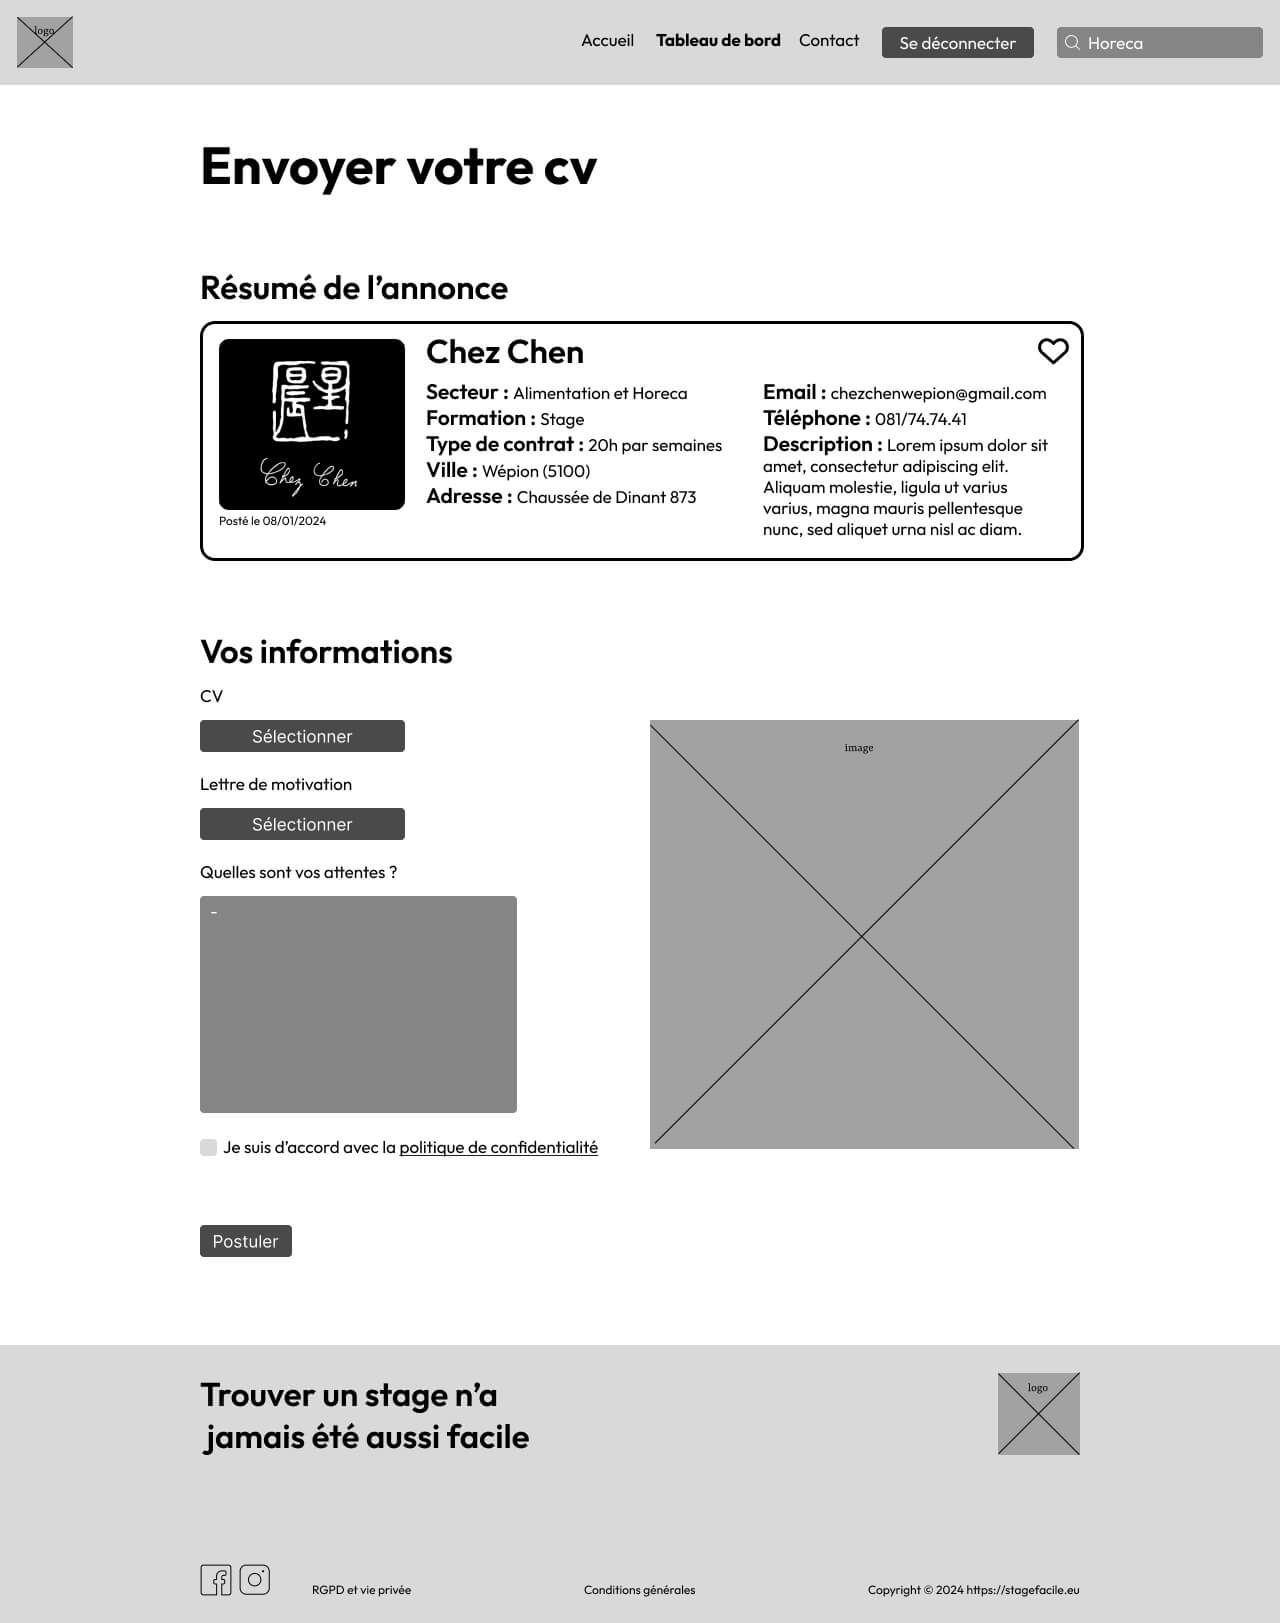 logo
Accueil
Tableau de bord
Contact
Se déconnecter
Horeca
Envoyer votre cv
Résumé de l’annonce
Chez Chen
Posté le 08/01/2024
Chez Chen
Secteur : Alimentation et Horeca
Formation : Stage
Type de contrat : 20h par semaines
Ville : Wépion (5100)
Adresse : Chaussée de Dinant 873
Email : chezchenwepion@gmail.com
Téléphone : 081/74.74.41
Description : Lorem ipsum dolor sit
amet, consectetur adipiscing elit.
Aliquam molestie, ligula ut varius
varius, magna mauris pellentesque
nunc, sed aliquet urna nisl ac diam.
Vos informations
CV
Sélectionner
Lettre de motivation
Sélectionner
Quelles sont vos attentes ?
-
image
Je suis d’accord avec la politique de confidentialité
Postuler
Trouver un stage n’a
jamais été aussi facile
logo
RGPD et vie privée
Conditions générales
Copyright © 2024 https://stagefacile.eu